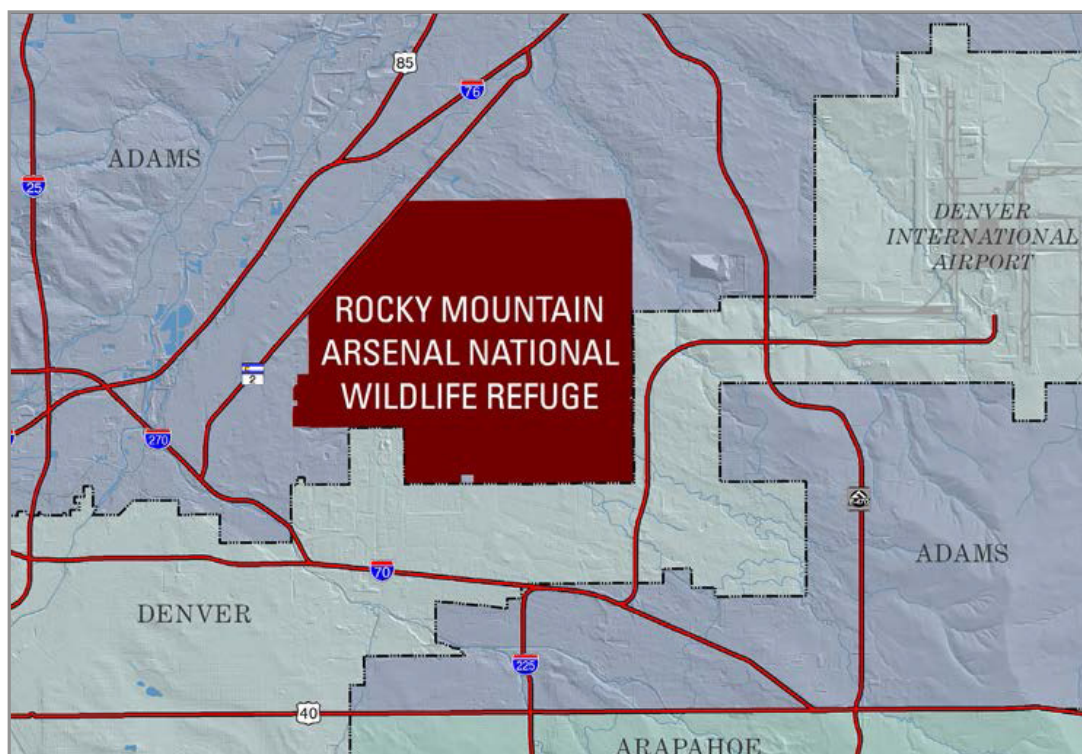 85
76
ADAMS
25
DENVER
INTERNATIONAL
AIRPORT
ROCKY MOUNTAIN
ARSENAL NATIONAL
WILDLIFE REFUGE
2
270
ADAMS
70
DENVER
225
40
ARAPAHOE